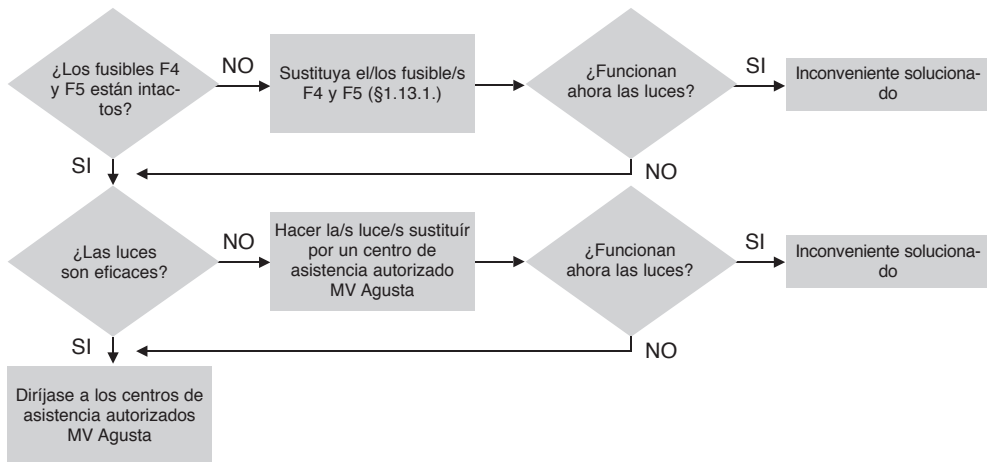 ¿Los fusibles F4
y F5 están intac-
tos?
NO
Sustituya el/los fusible/s
F4 y F5 (§1.13.1.)
¿Funcionan
ahora las luces?
SI
Inconveniente soluciona-
do
SI
NO
¿Las luces
son eficaces?
NO
Hacer la/s luce/s sustituír
por un centro de
asistencia autorizado
MV Agusta
¿Funcionan
ahora las luces?
SI
Inconveniente soluciona-
do
SI
NO
Diríjase a los centros de
asistencia autorizados
MV Agusta